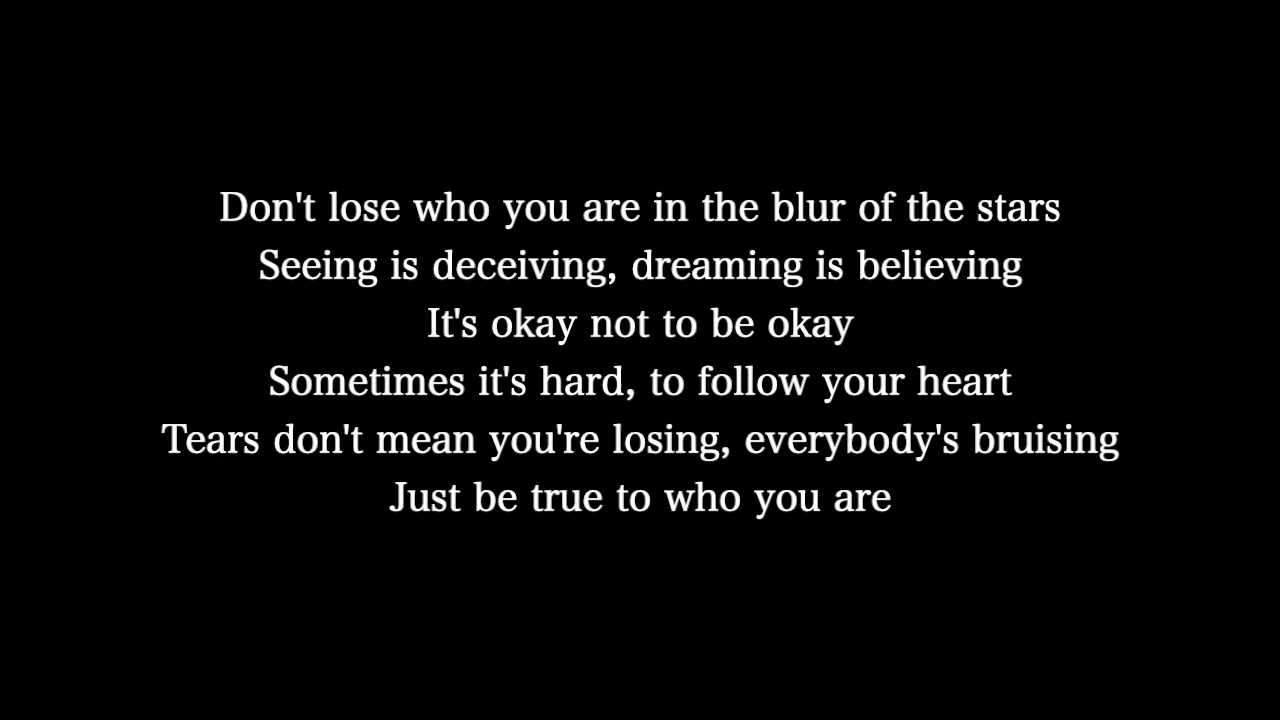 Don't lose who you are in the blur of the stars
Seeing is deceiving, dreaming is believing
It's okay not to be okay
Sometimes it's hard, to follow your heart
Tears don't mean you're losing, everybody's bruising
Just be true to who you are